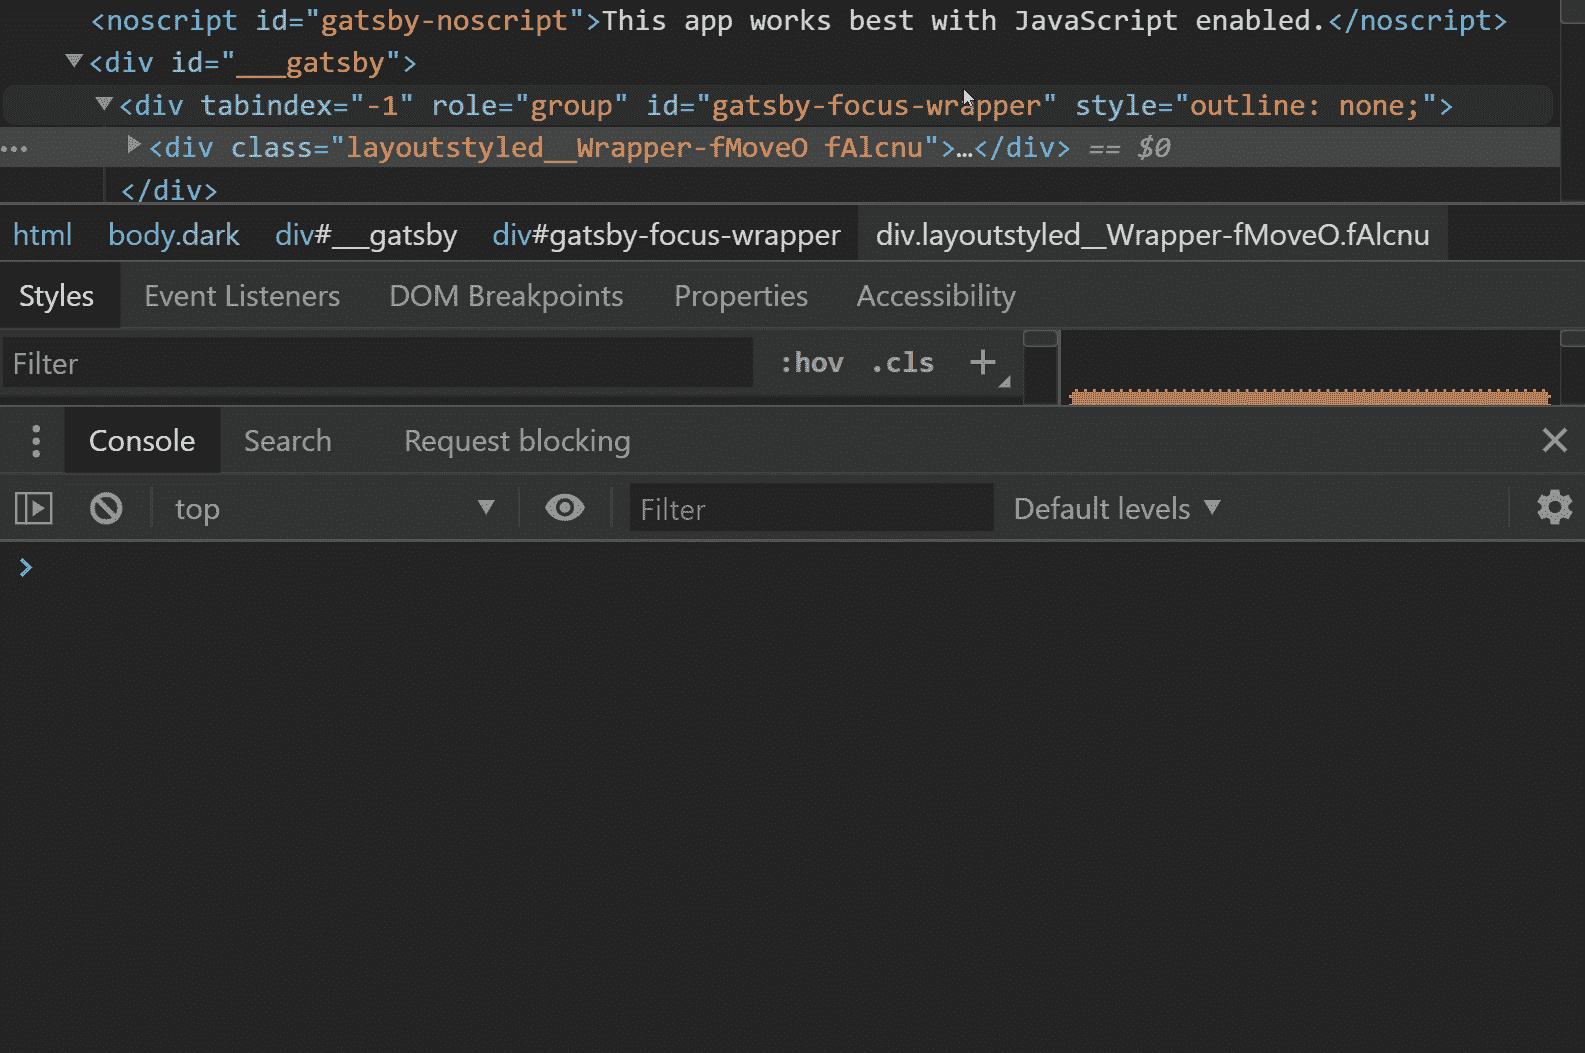 <noscript id="gatsby-noscript">This app works best with JavaScript enabled.</noscript>
<div id="___gatsby">
<div tabindex="-1" role="group" id="gatsby-focus-wrapper" style="outline: none;">
<div class="layoutstyled__Wrapper-fMoveO fAlcnu">…</div> == $0
</div>
html body.dark div#___gatsby div#gatsby-focus-wrapper div.layoutstyled__Wrapper-fMoveO.fAlcnu
Styles Event Listeners DOM Breakpoints Properties Accessibility
Filter :hov .cls +
Console Search Request blocking
top Filter Default levels